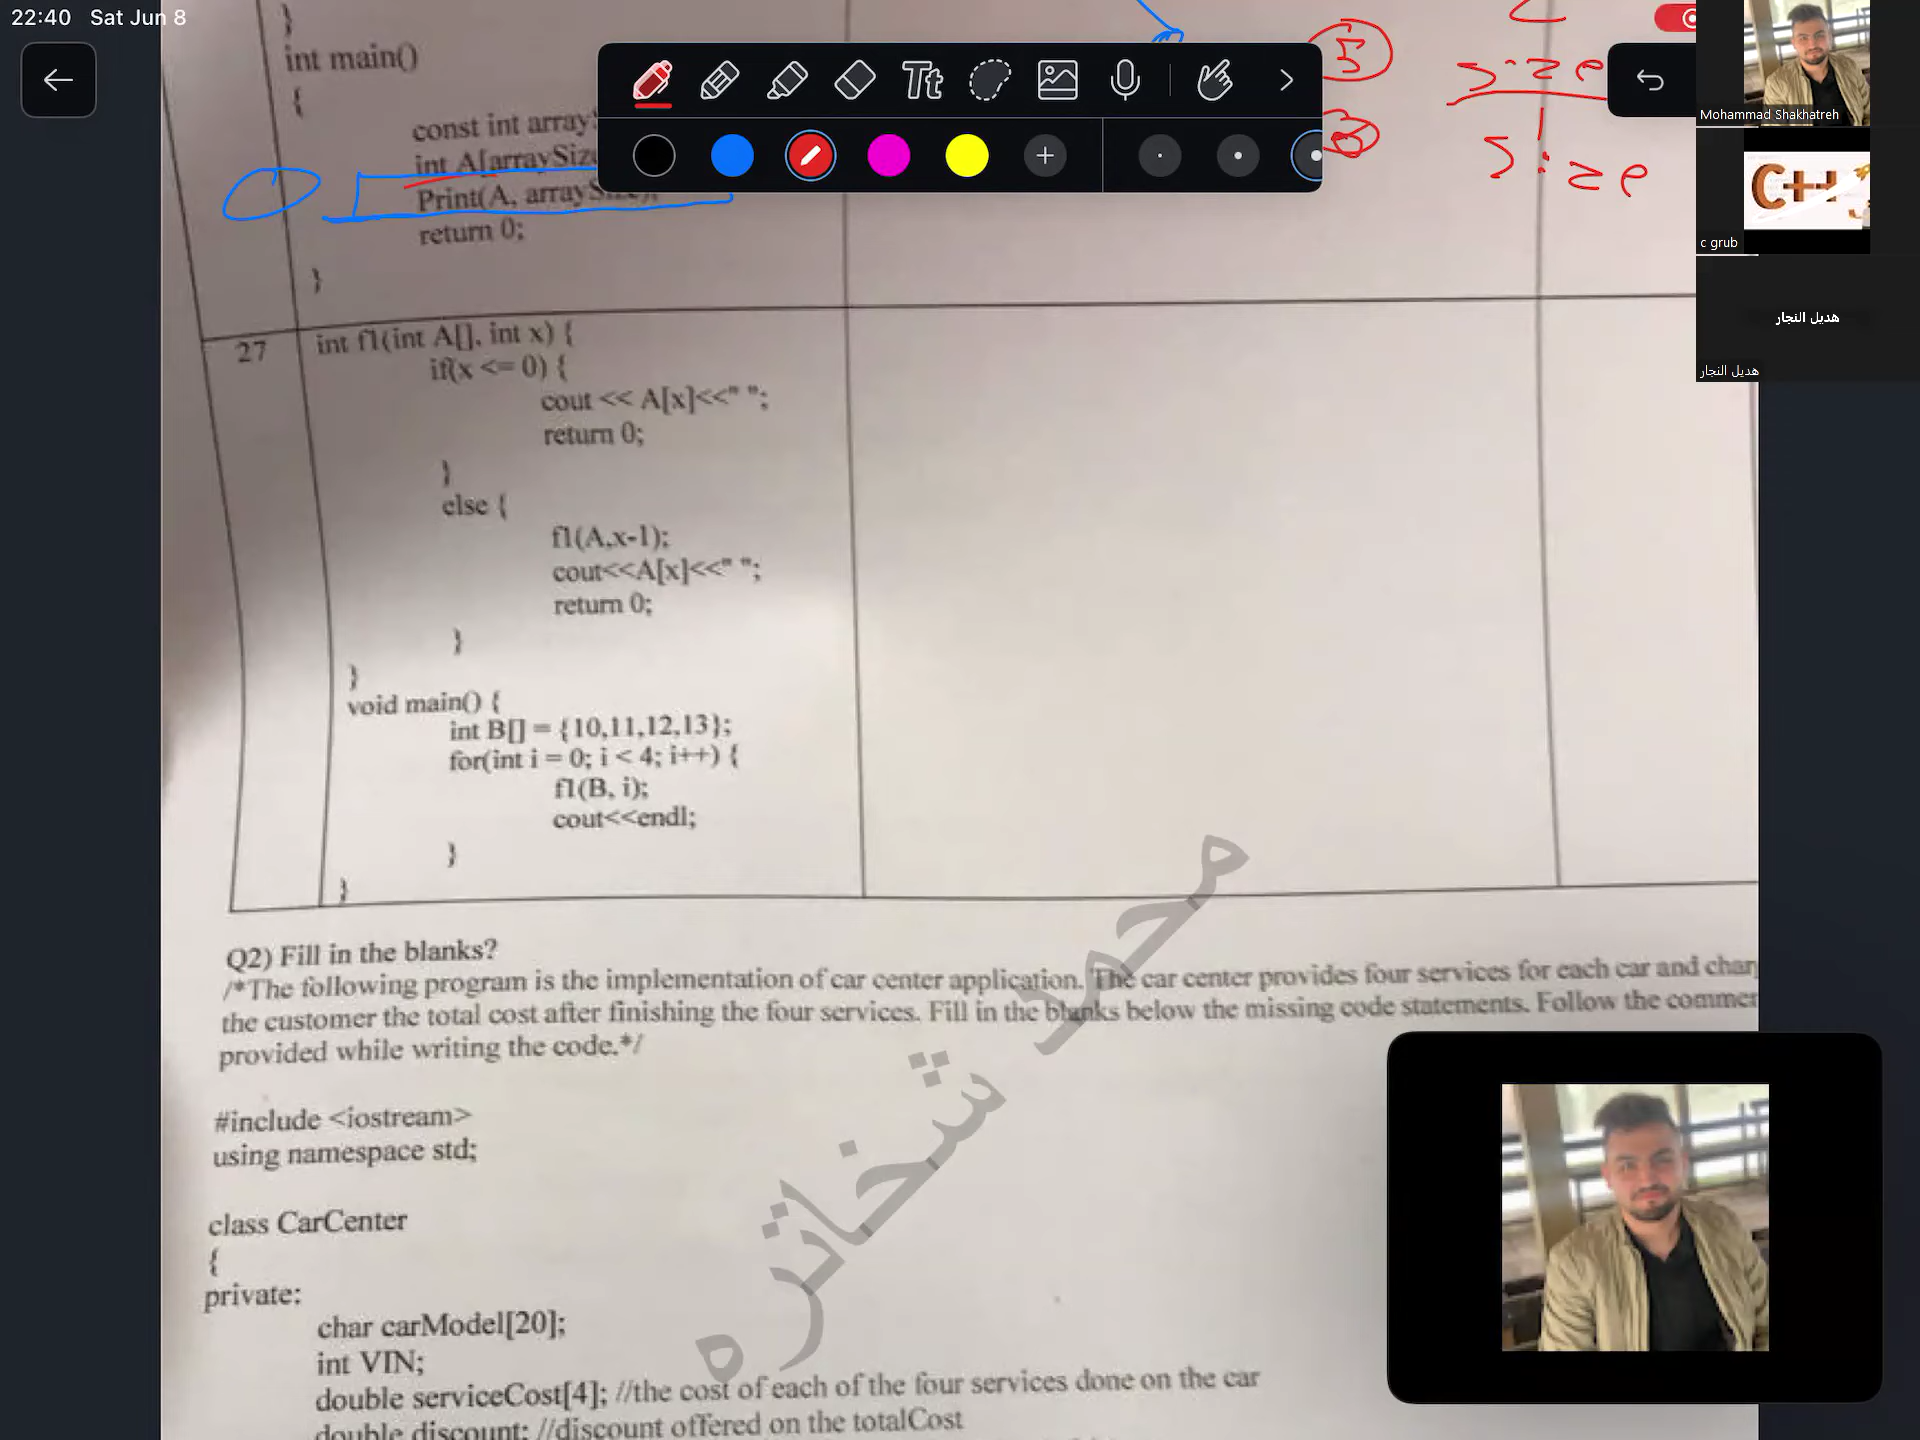 22:40 Sat Jun 8
}
int main()
{
const int array
int A[arraySize
Print(A, arraySize);
return 0;
}
Tt
5
size
size
Mohammad Shakhatreh
C++
c grub
هديل النجار
هديل النجار
27
int f1(int A[], int x) {
if(x <= 0) {
cout << A[x]<<" ";
return 0;
}
else {
f1(A,x-1);
cout<<A[x]<<" ";
return 0;
}
}
void main() {
int B[] = {10,11,12,13};
for(int i = 0; i < 4; i++) {
f1(B, i);
cout<<endl;
}
}
محمد شخاتره
Q2) Fill in the blanks?
/*The following program is the implementation of car center application. The car center provides four services for each car and char
the customer the total cost after finishing the four services. Fill in the blanks below the missing code statements. Follow the commen
provided while writing the code.*/
#include <iostream>
using namespace std;
class CarCenter
{
private:
char carModel[20];
int VIN;
double serviceCost[4]; //the cost of each of the four services done on the car
double discount; //discount offered on the totalCost